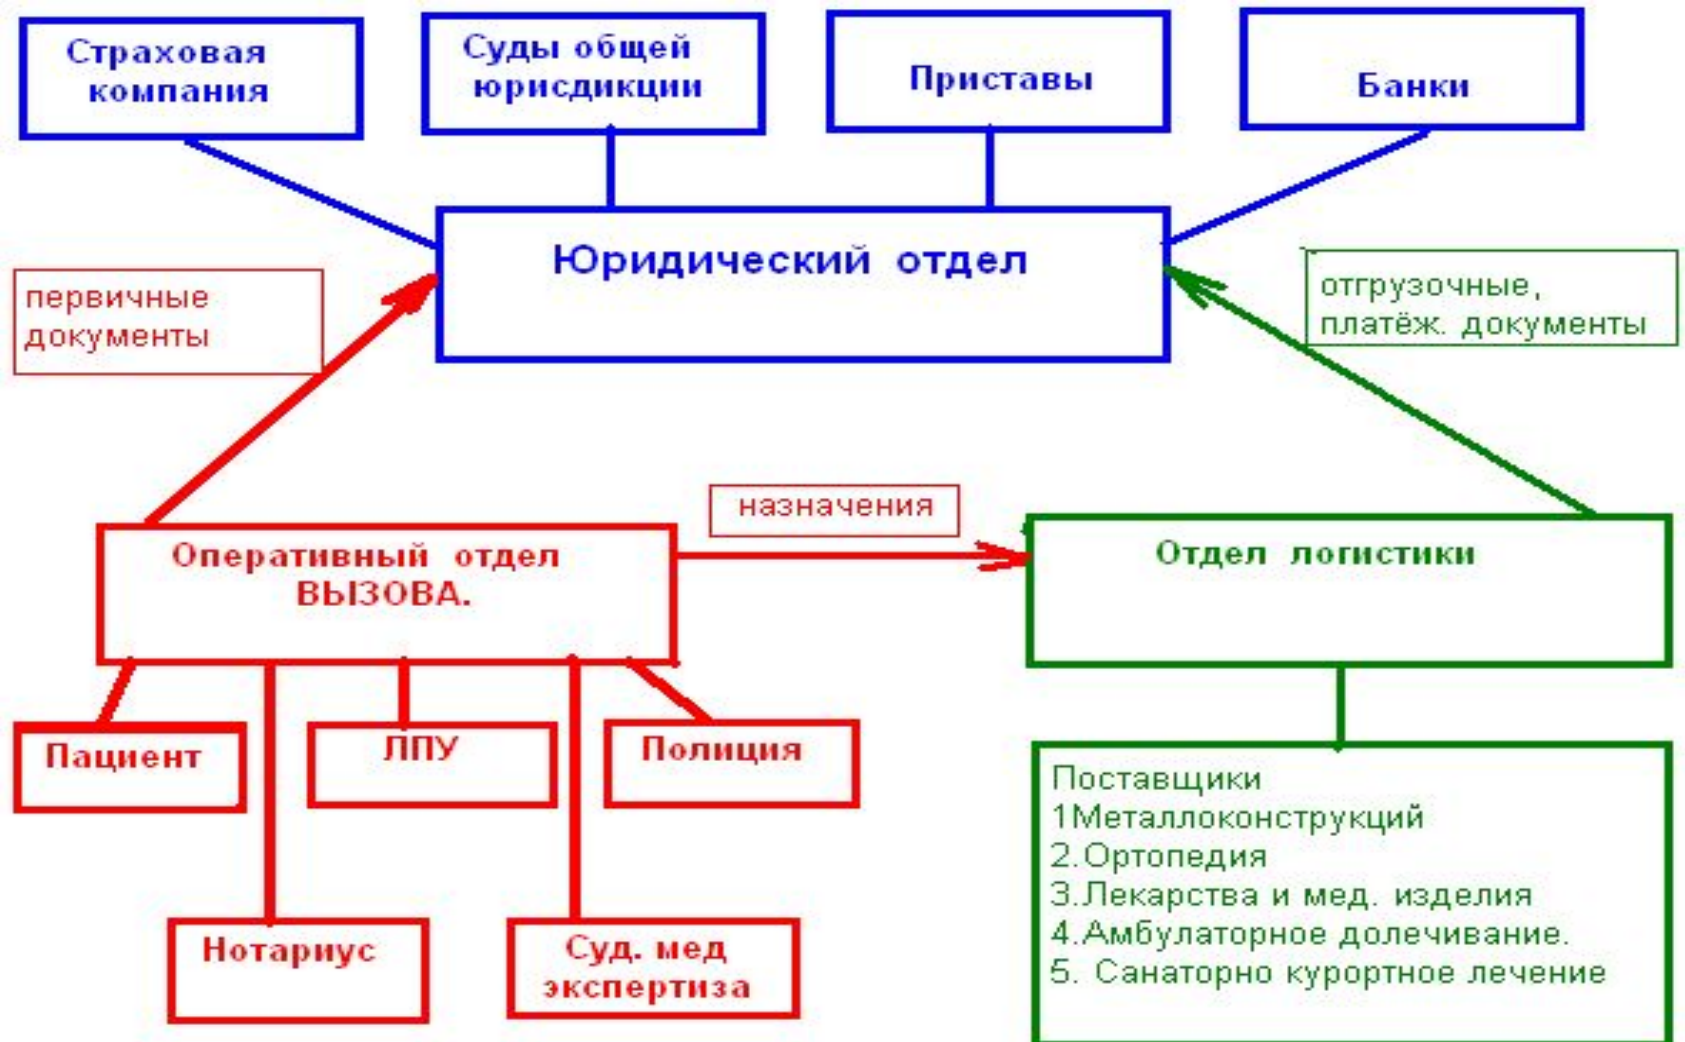 Страховая
компания
Суды общей
юрисдикции
Приставы
Банки
Юридический отдел
первичные
документы
отгрузочные,
платёж. документы
назначения
Оперативный отдел
ВЫЗОВА.
Отдел логистики
Пациент
ЛПУ
Полиция
Нотариус
Суд. мед
экспертиза
Поставщики
1Металлоконструкций
2.Ортопедия
3.Лекарства и мед. изделия
4.Амбулаторное долечивание.
5. Санаторно курортное лечение